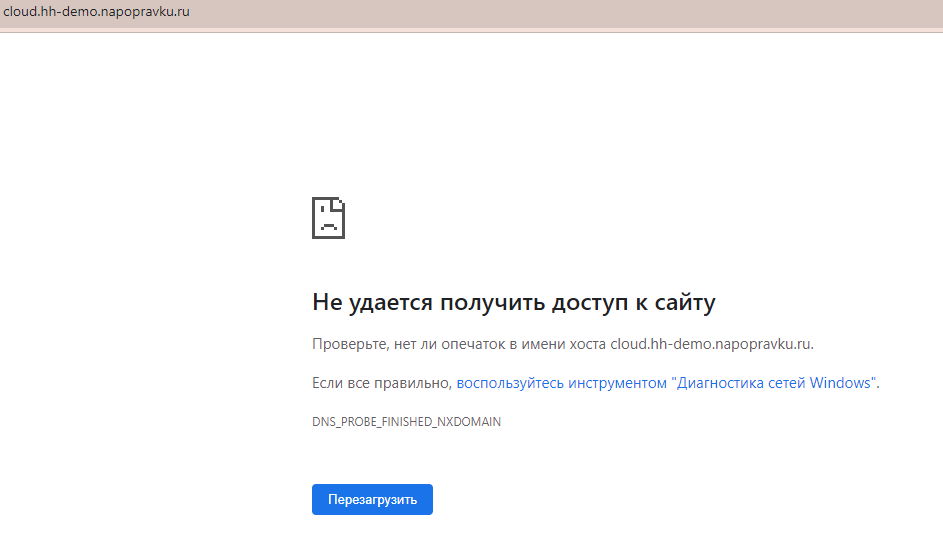 cloud.hh-demo.napopravku.ru
Не удается получить доступ к сайту
Проверьте, нет ли опечаток в имени хоста cloud.hh-demo.napopravku.ru.
Если все правильно, воспользуйтесь инструментом "Диагностика сетей Windows".
DNS_PROBE_FINISHED_NXDOMAIN
Перезагрузить